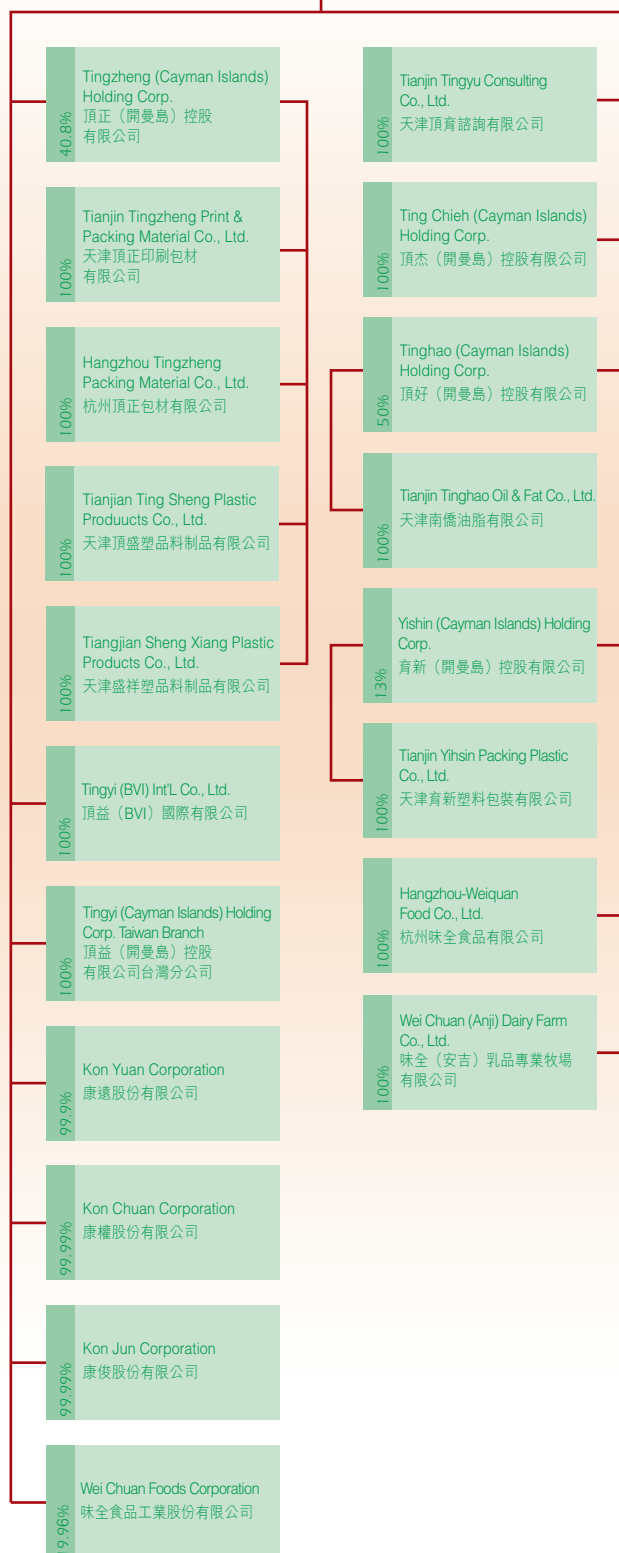 40.8%
Tingzheng (Cayman Islands)
Holding Corp.
頂正（開曼島）控股
有限公司
100%
Tianjin Tingzheng Print &
Packing Material Co., Ltd.
天津頂正印刷包材
有限公司
100%
Hangzhou Tingzheng
Packing Material Co., Ltd.
杭州頂正包材有限公司
100%
Tianjian Ting Sheng Plastic
Produucts Co., Ltd.
天津頂盛塑品料制品有限公司
100%
Tiangjian Sheng Xiang Plastic
Products Co., Ltd.
天津盛祥塑品料制品有限公司
100%
Tingyi (BVI) Int'L Co., Ltd.
頂益（BVI）國際有限公司
100%
Tingyi (Cayman Islands) Holding
Corp. Taiwan Branch
頂益（開曼島）控股
有限公司台灣分公司
99.9%
Kon Yuan Corporation
康遠股份有限公司
99.99%
Kon Chuan Corporation
康權股份有限公司
99.99%
Kon Jun Corporation
康俊股份有限公司
19.96%
Wei Chuan Foods Corporation
味全食品工業股份有限公司
100%
Tianjin Tingyu Consulting
Co., Ltd.
天津頂育諮詢有限公司
100%
Ting Chieh (Cayman Islands)
Holding Corp.
頂杰（開曼島）控股有限公司
50%
Tinghao (Cayman Islands)
Holding Corp.
頂好（開曼島）控股有限公司
100%
Tianjin Tinghao Oil & Fat Co., Ltd.
天津南僑油脂有限公司
13%
Yishin (Cayman Islands) Holding
Corp.
育新（開曼島）控股有限公司
100%
Tianjin Yihsin Packing Plastic
Co., Ltd.
天津育新塑料包裝有限公司
100%
Hangzhou-Weiquan
Food Co., Ltd.
杭州味全食品有限公司
100%
Wei Chuan (Anji) Dairy Farm
Co., Ltd.
味全（安吉）乳品專業牧場
有限公司